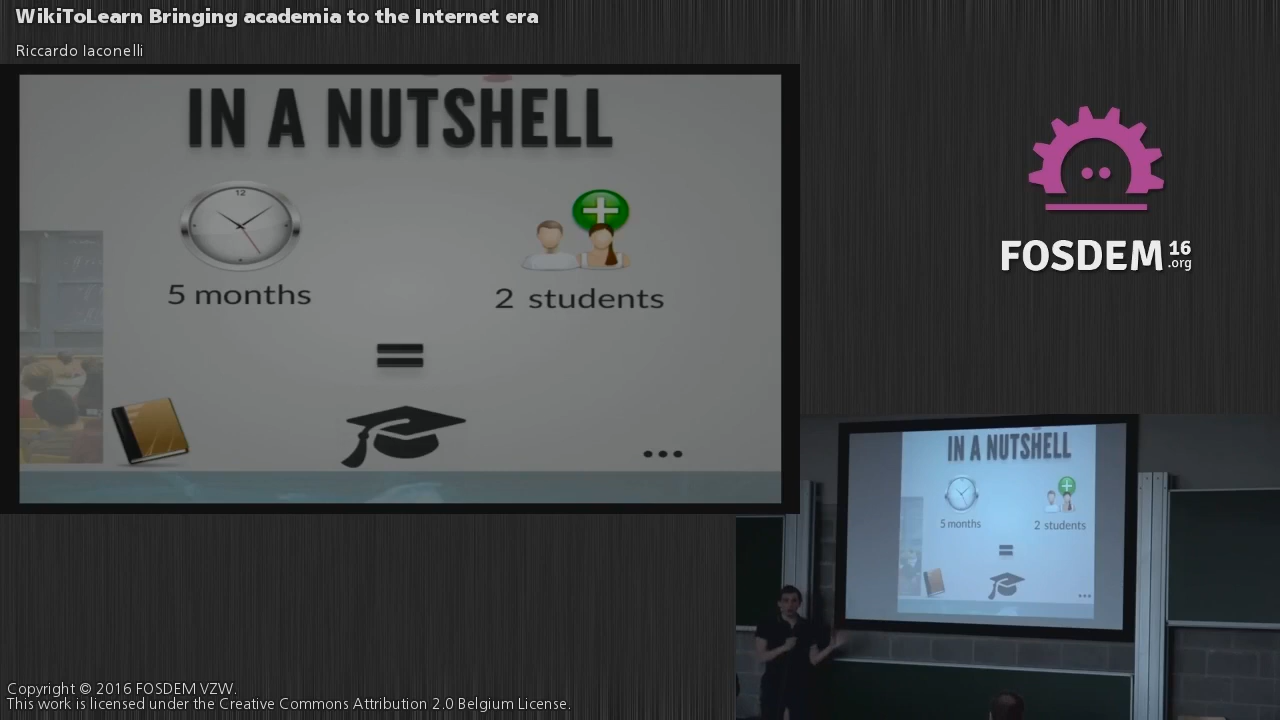 WikiToLearn Bringing academia to the Internet era
Riccardo Iaconelli
IN A NUTSHELL
12
5 months
2 students
=
...
FOSDEM 16
.org
IN A NUTSHELL
5 months
2 students
=
...
Copyright © 2016 FOSDEM VZW.
This work is licensed under the Creative Commons Attribution 2.0 Belgium License.